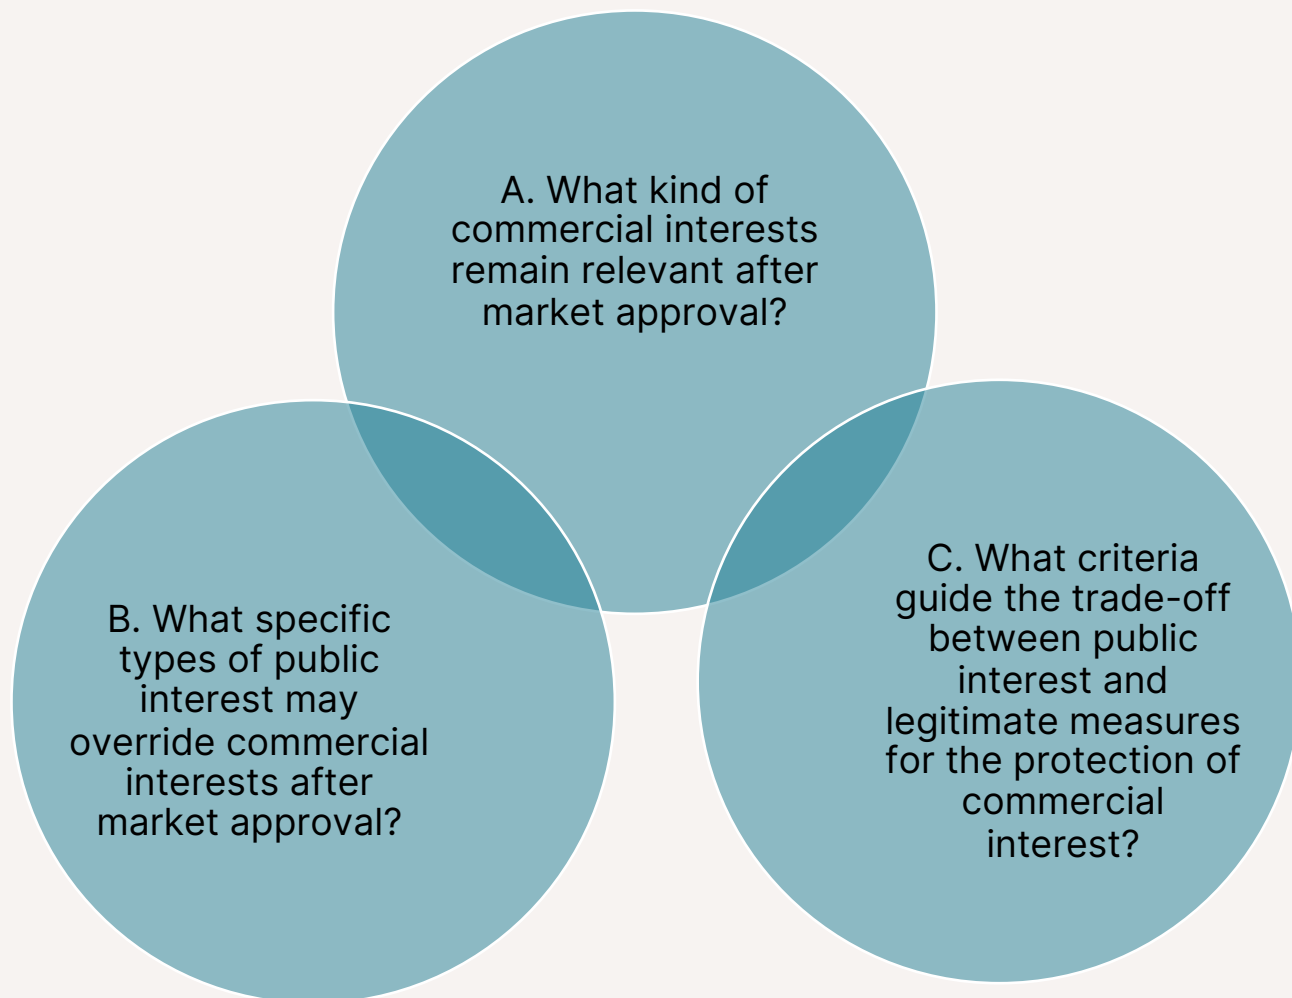 A. What kind of
commercial interests
remain relevant after
market approval?
B. What specific
types of public
interest may
override commercial
interests after
market approval?
C. What criteria
guide the trade-off
between public
interest and
legitimate measures
for the protection of
commercial
interest?